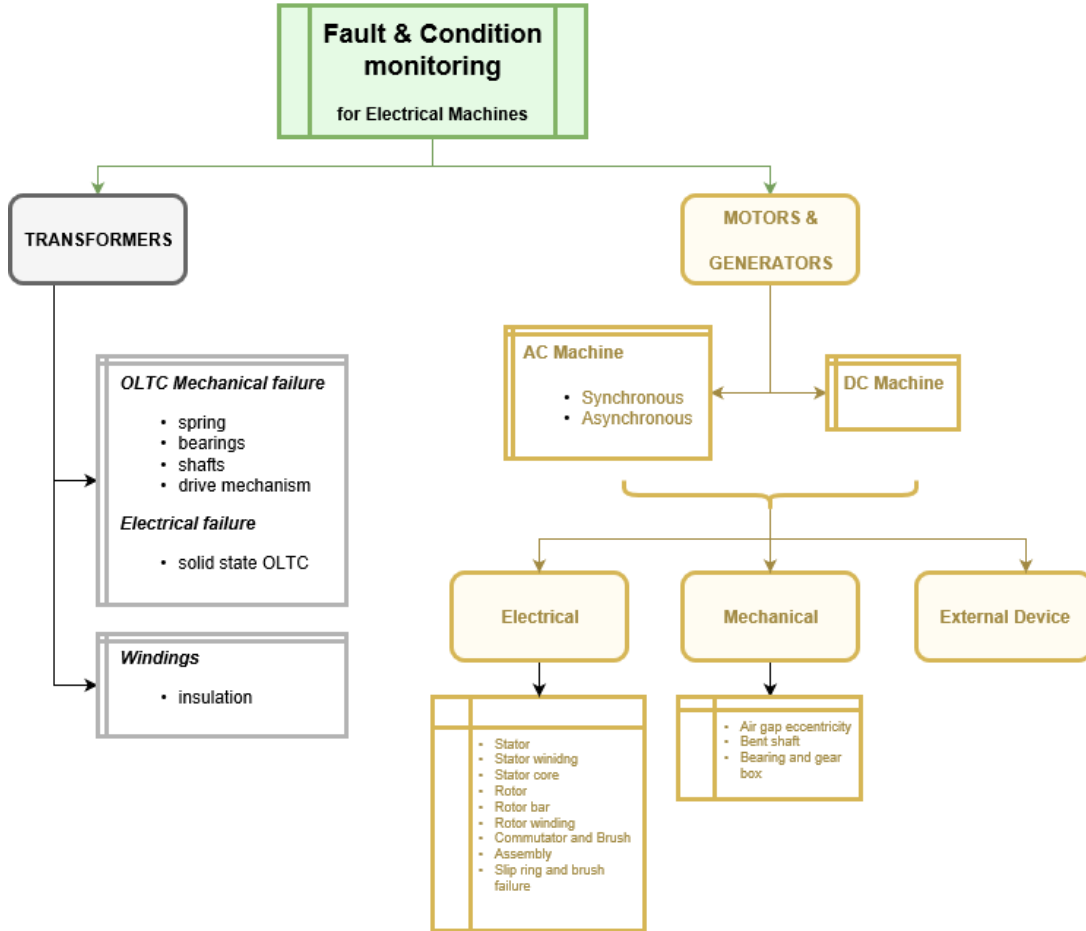 Fault & Condition
monitoring
for Electrical Machines
TRANSFORMERS
MOTORS &
GENERATORS
OLTC Mechanical failure
• spring
• bearings
• shafts
• drive mechanism
Electrical failure
• solid state OLTC
Windings
• insulation
AC Machine
• Synchronous
• Asynchronous
DC Machine
Electrical
Mechanical
External Device
- Stator
- Stator winidng
- Stator core
- Rotor
- Rotor bar
- Rotor winding
- Commutator and Brush
- Assembly
- Slip ring and brush
failure
- Air gap eccentricity
- Bent shaft
- Bearing and gear
box